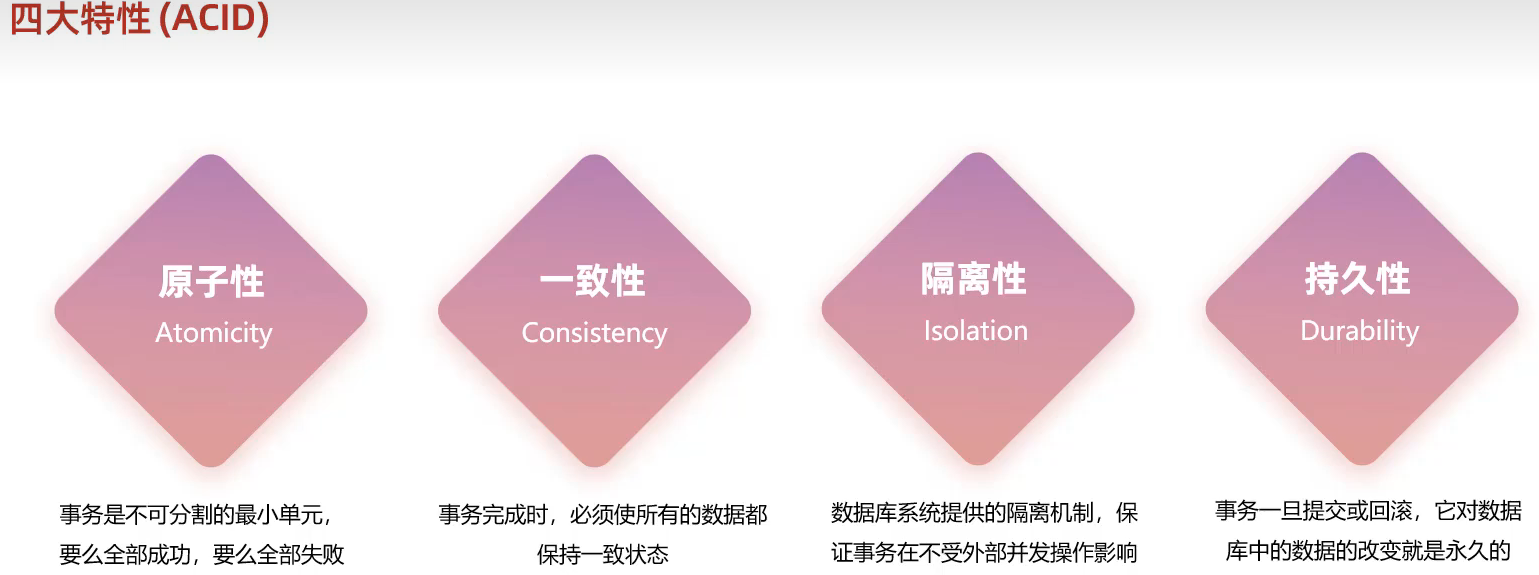 四大特性 (ACID)
原子性
Atomicity
事务是不可分割的最小单元，
要么全部成功，要么全部失败
一致性
Consistency
事务完成时，必须使所有的数据都
保持一致状态
隔离性
Isolation
数据库系统提供的隔离机制，保
证事务在不受外部并发操作影响
持久性
Durability
事务一旦提交或回滚，它对数据
库中的数据的改变就是永久的